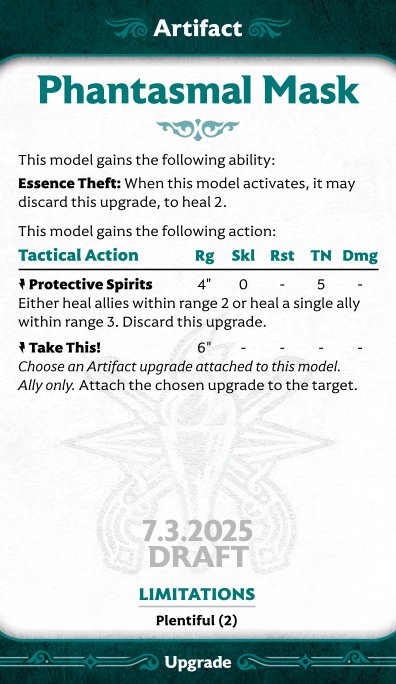 Artifact
Phantasmal Mask
This model gains the following ability:
Essence Theft: When this model activates, it may
discard this upgrade, to heal 2.
This model gains the following action:
Tactical Action Rg Skl Rst TN Dmg
Protective Spirits 4" 0 - 5 -
Either heal allies within range 2 or heal a single ally
within range 3. Discard this upgrade.
Take This! 6" - - - -
Choose an Artifact upgrade attached to this model.
Ally only. Attach the chosen upgrade to the target.
7.3.2025
DRAFT
LIMITATIONS
Plentiful (2)
Upgrade